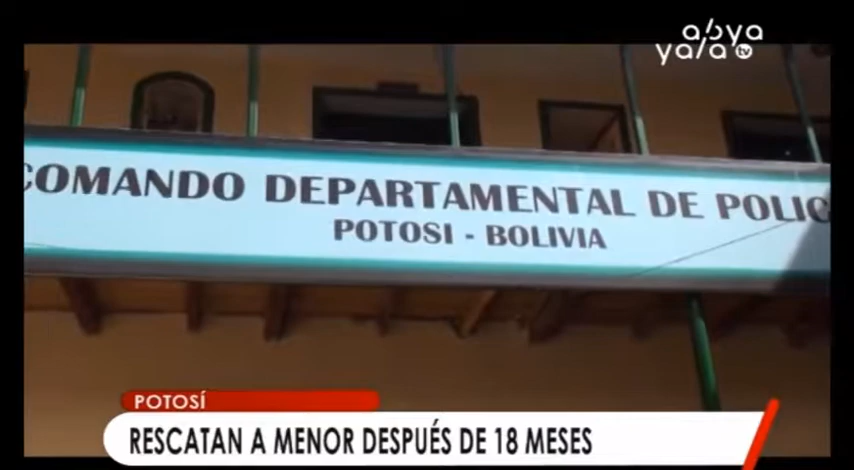 abya
yala tv
COMANDO DEPARTAMENTAL DE POLIC
POTOSI - BOLIVIA
POTOSÍ
RESCATAN A MENOR DESPUÉS DE 18 MESES